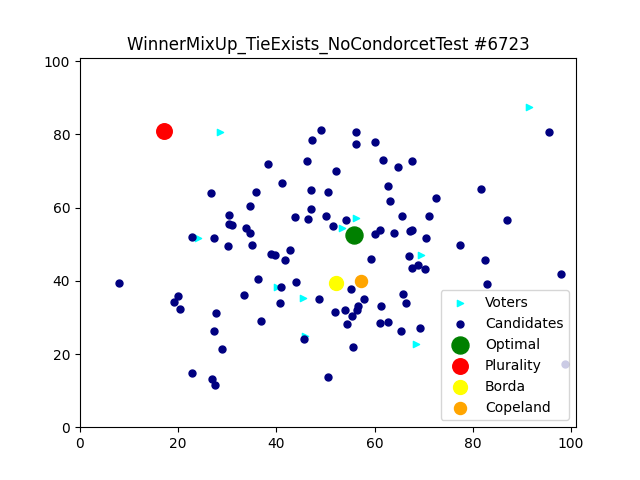 WinnerMixUp_TieExists_NoCondorcetTest #6723
100
80
60
40
20
0
0 20 40 60 80 100
Voters
Candidates
Optimal
Plurality
Borda
Copeland